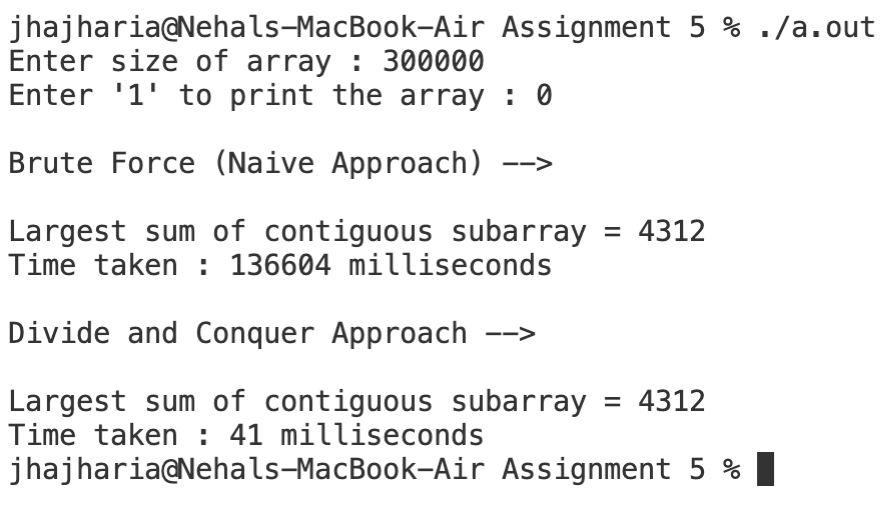 jhajharia@Nehals-MacBook-Air Assignment 5 % ./a.out
Enter size of array : 300000
Enter '1' to print the array : 0
Brute Force (Naive Approach) -->
Largest sum of contiguous subarray = 4312
Time taken : 136604 milliseconds
Divide and Conquer Approach -->
Largest sum of contiguous subarray = 4312
Time taken : 41 milliseconds
jhajharia@Nehals-MacBook-Air Assignment 5 %